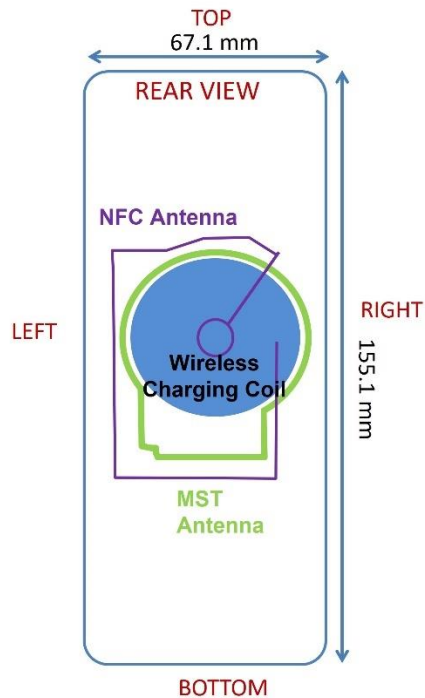 TOP
67.1 mm
REAR VIEW
NFC Antenna
LEFT
RIGHT
155.1 mm
Wireless
Charging Coil
MST
Antenna
BOTTOM